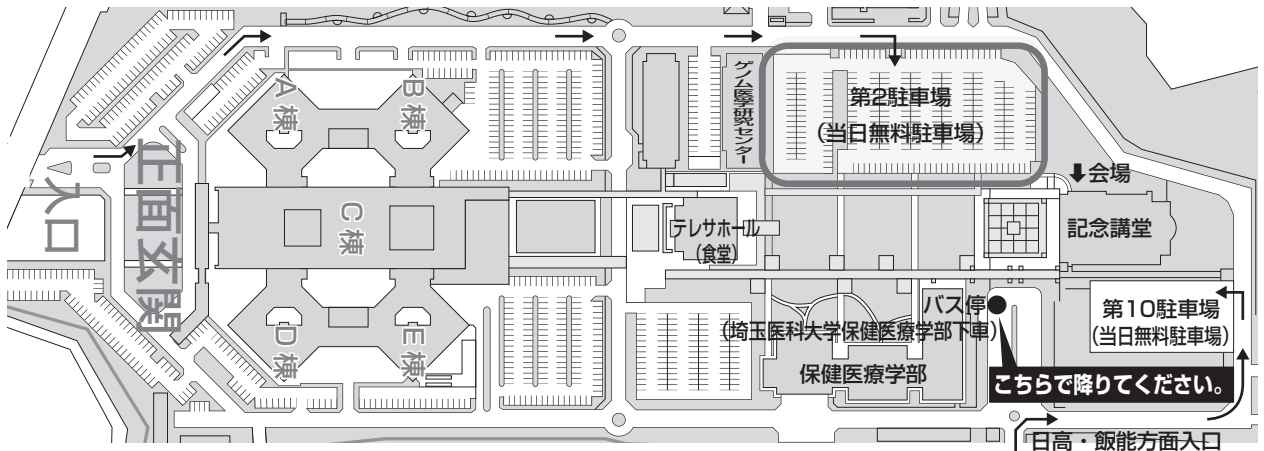 入口
正面玄関
A棟
B棟
C棟
D棟
E棟
ゲノム医学研究センター
第2駐車場
(当日無料駐車場)
⬇会場
記念講堂
テレサホール
(食堂)
バス停●
(埼玉医科大学保健医療学部下車)
保健医療学部
こちらで降りてください。
第10駐車場
(当日無料駐車場)
日高・飯能方面入口